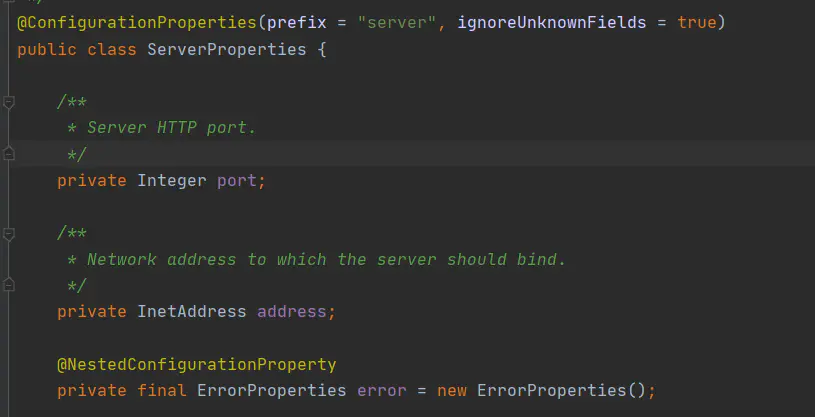 */
@ConfigurationProperties(prefix = "server", ignoreUnknownFields = true)
public class ServerProperties {
/**
* Server HTTP port.
*/
private Integer port;
/**
* Network address to which the server should bind.
*/
private InetAddress address;
@NestedConfigurationProperty
private final ErrorProperties error = new ErrorProperties();